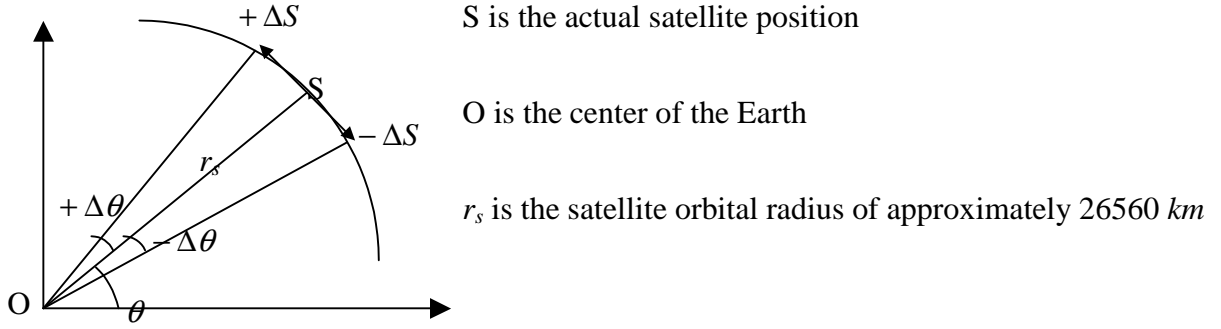 + ΔS
S is the actual satellite position
S
O is the center of the Earth
− ΔS
r_s
+ Δθ
r_s is the satellite orbital radius of approximately 26560 km
− Δθ
O
θ